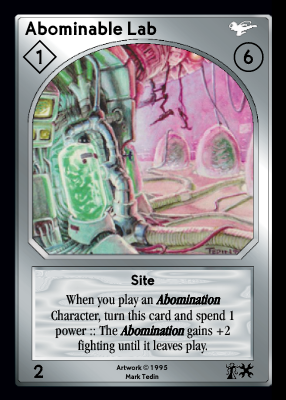 Abominable Lab
1
6
Site
When you play an Abomination
Character, turn this card and spend 1
power :: The Abomination gains +2
fighting until it leaves play.
2
Artwork © 1995
Mark Tedin